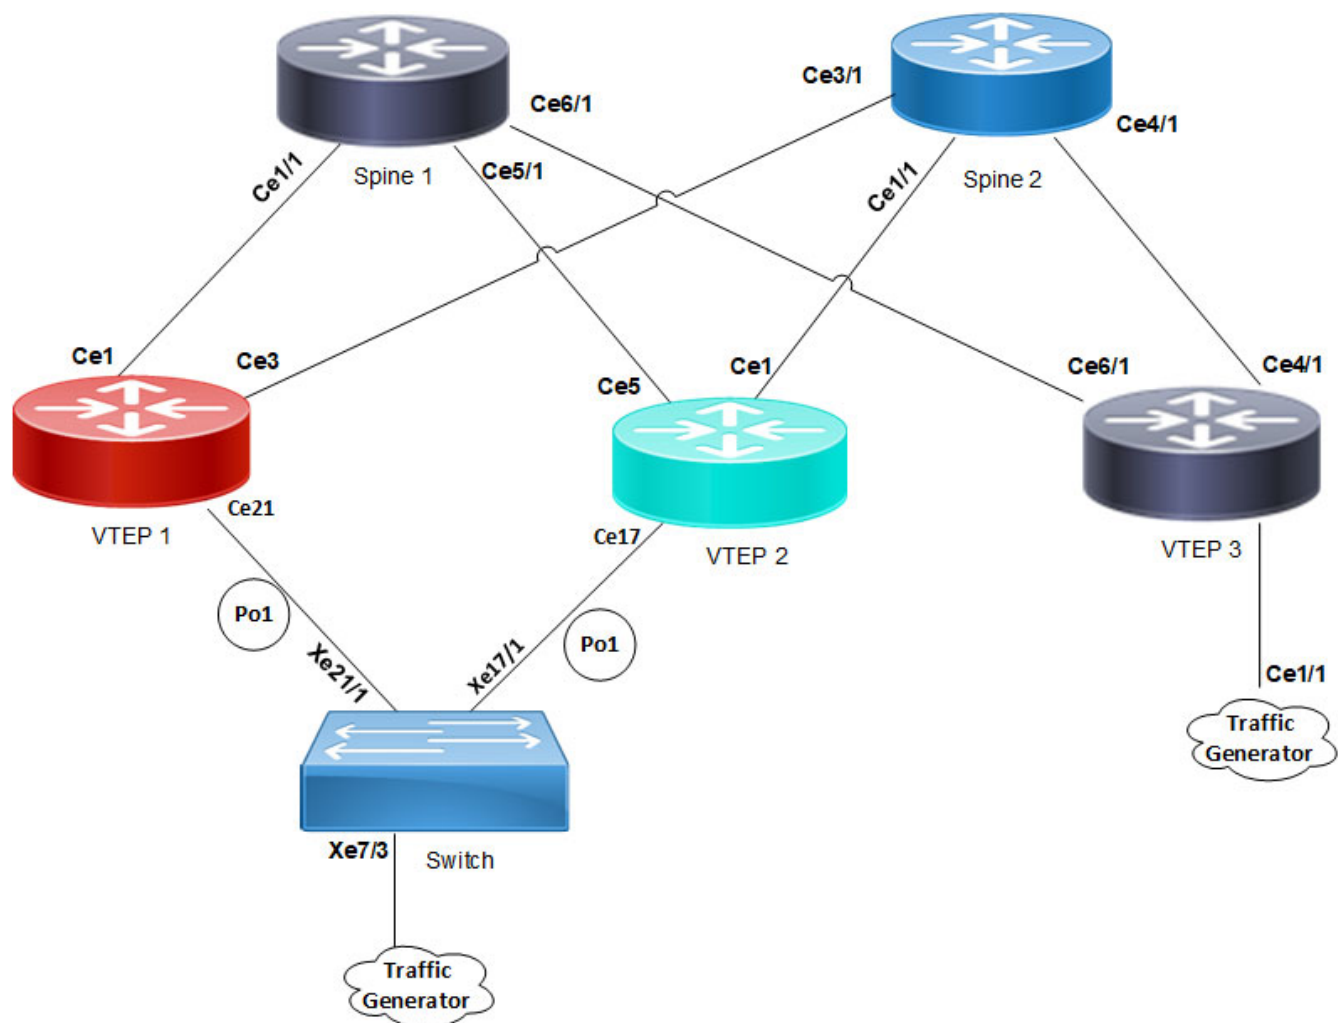 Ce3/1
Ce6/1
Ce4/1
Ce1/1
Spine 1
Ce5/1
Ce1/1
Spine 2
Ce1
Ce3
Ce5
Ce1
Ce6/1
Ce4/1
Ce21
VTEP 1
Ce17
VTEP 2
VTEP 3
Po1
Po1
Xe21/1
Xe17/1
Ce1/1
Traffic
Generator
Xe7/3
Switch
Traffic
Generator